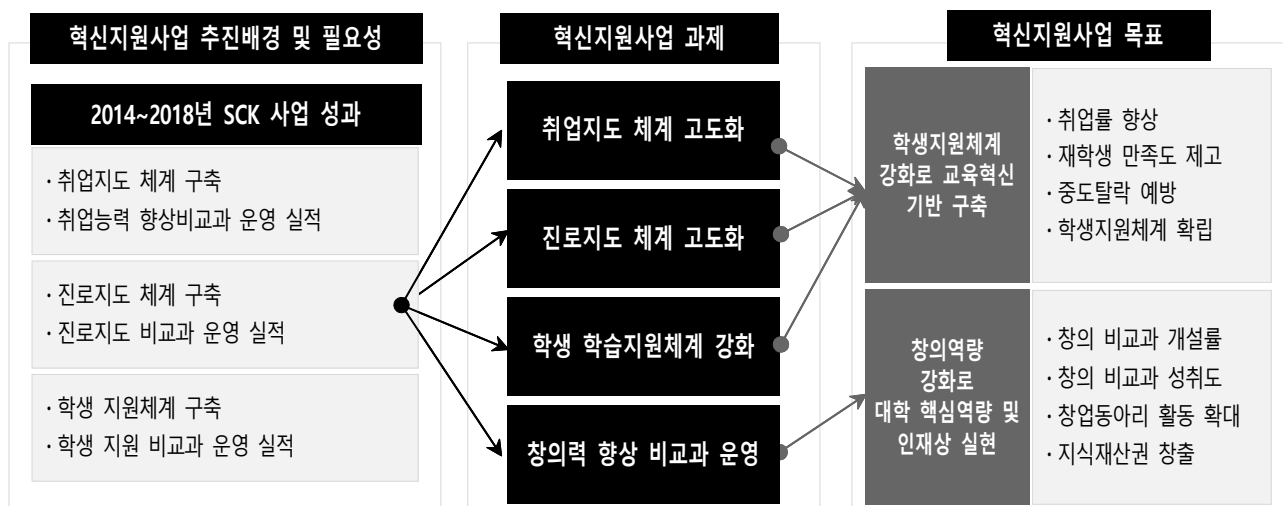 혁신지원사업 추진배경 및 필요성
2014~2018년 SCK 사업 성과
· 취업지도 체계 구축
· 취업능력 향상비교과 운영 실적
· 진로지도 체계 구축
· 진로지도 비교과 운영 실적
· 학생 지원체계 구축
· 학생 지원 비교과 운영 실적
혁신지원사업 과제
취업지도 체계 고도화
진로지도 체계 고도화
학생 학습지원체계 강화
창의력 향상 비교과 운영
혁신지원사업 목표
학생지원체계
강화로 교육혁신
기반 구축
· 취업률 향상
· 재학생 만족도 제고
· 중도탈락 예방
· 학생지원체계 확립
창의역량
강화로
대학 핵심역량 및
인재상 실현
· 창의 비교과 개설률
· 창의 비교과 성취도
· 창업동아리 활동 확대
· 지식재산권 창출